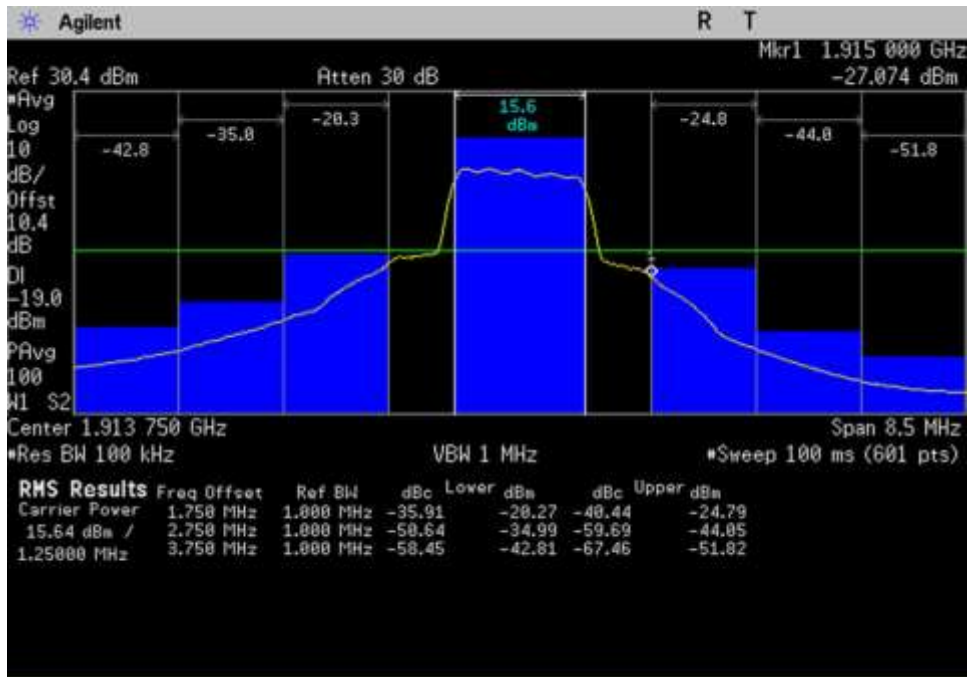 Agilent R T
Mkr1 1.915 000 GHz
Ref 30.4 dBm Atten 30 dB -27.074 dBm
#Avg
Log
10
dB/
Offst
10.4
dB
DI
-19.0
dBm
PAvg
100
W1 S2
15.6
dBm
-42.8 -35.0 -20.3 -24.8 -44.0 -51.8
Center 1.913 750 GHz Span 8.5 MHz
#Res BW 100 kHz VBW 1 MHz #Sweep 100 ms (601 pts)
RMS Results Freq Offset Ref BW dBc Lower dBm dBc Upper dBm
Carrier Power 1.750 MHz 1.000 MHz -35.91 -20.27 -40.44 -24.79
15.64 dBm / 2.750 MHz 1.000 MHz -50.64 -34.99 -59.69 -44.05
1.25000 MHz 3.750 MHz 1.000 MHz -58.45 -42.81 -67.46 -51.82